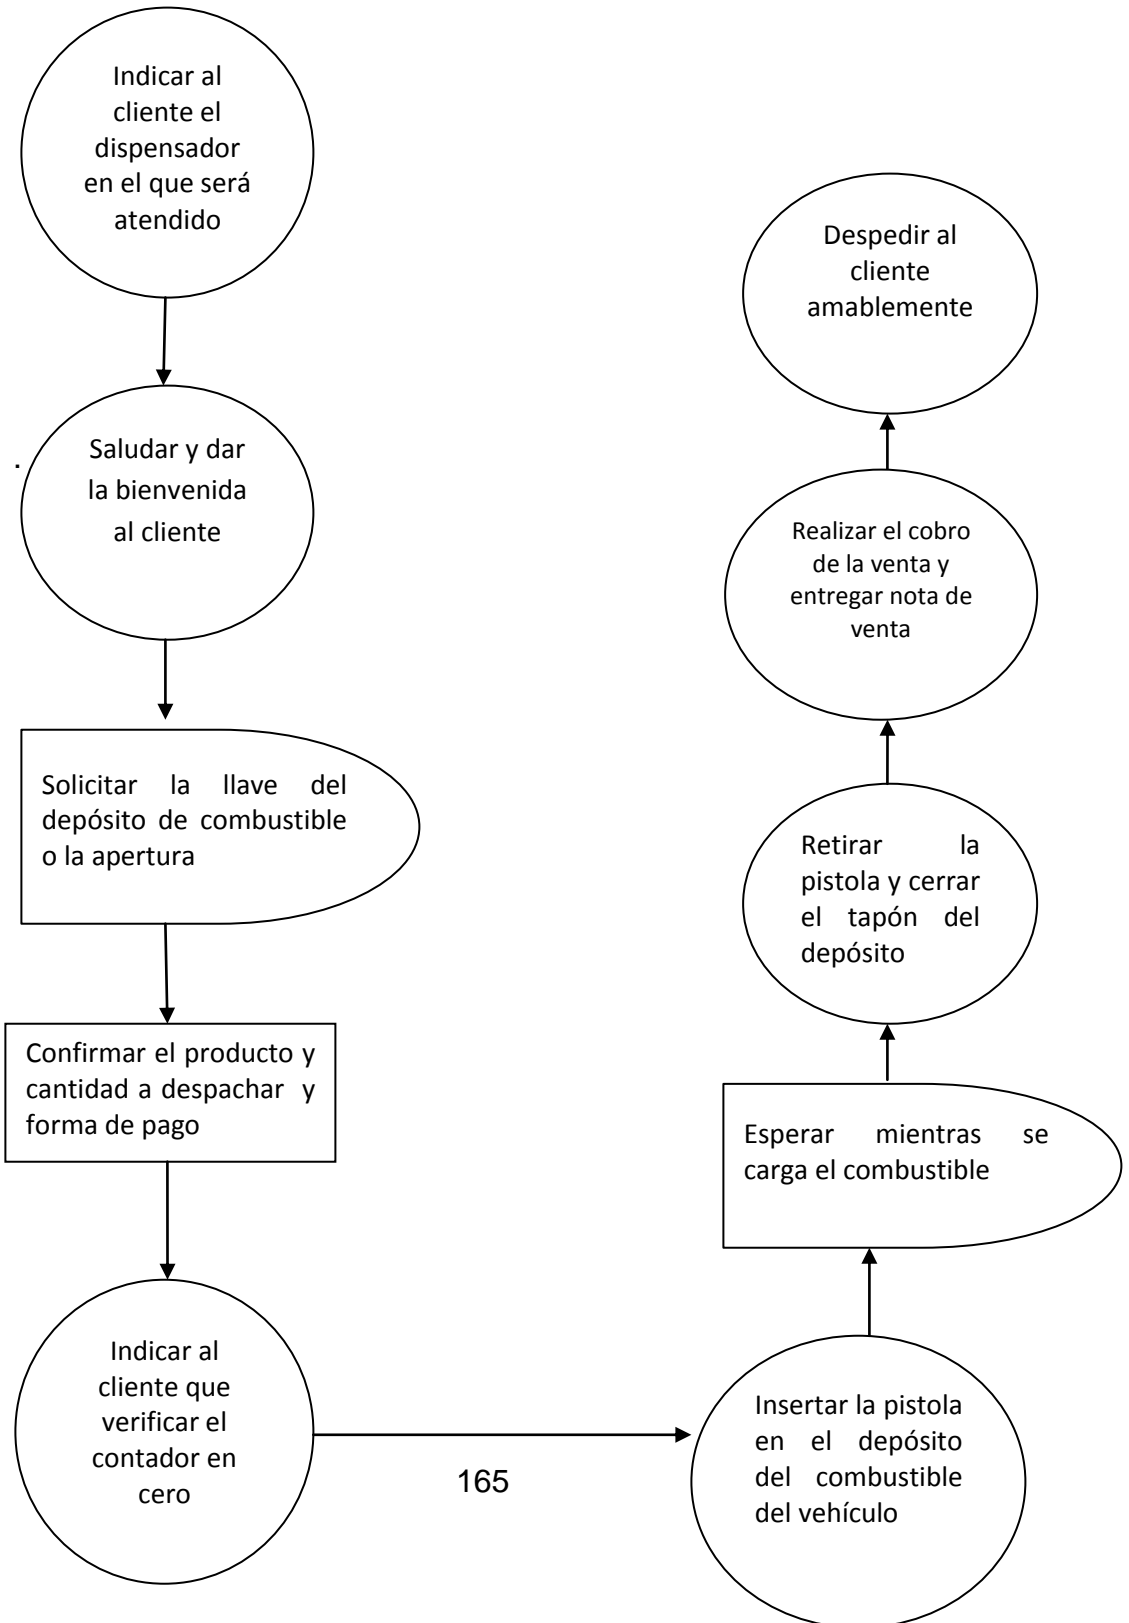 Indicar al
cliente el
dispensador
en el que será
atendido
.
Saludar y dar
la bienvenida
al cliente
Solicitar la llave del
depósito de combustible
o la apertura
Confirmar el producto y
cantidad a despachar y
forma de pago
Indicar al
cliente que
verificar el
contador en
cero
165
Insertar la pistola
en el depósito
del combustible
del vehículo
Esperar mientras se
carga el combustible
Retirar la
pistola y cerrar
el tapón del
depósito
Realizar el cobro
de la venta y
entregar nota de
venta
Despedir al
cliente
amablemente